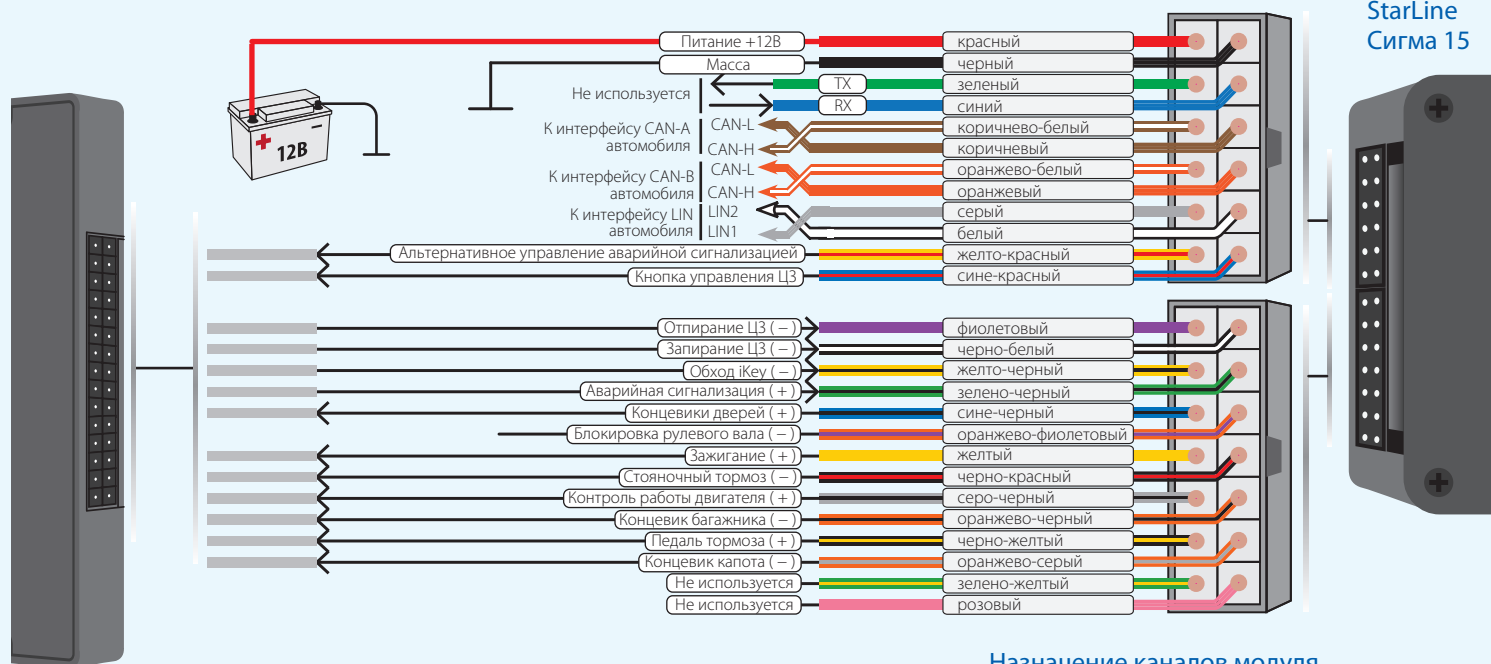 StarLine
Сигма 15
Питание +12В красный
Масса черный
TX зеленый
Не используется
RX синий
CAN-L коричнево-белый
К интерфейсу CAN-A
автомобиля
CAN-H коричневый
CAN-L оранжево-белый
К интерфейсу CAN-B
автомобиля
CAN-H оранжевый
К интерфейсу LIN
автомобиля
LIN2 серый
LIN1 белый
12В
Альтернативное управление аварийной сигнализацией желто-красный
Кнопка управления ЦЗ сине-красный
Отпирание ЦЗ ( – ) фиолетовый
Запирание ЦЗ ( – ) черно-белый
Обход iKey ( – ) желто-черный
Аварийная сигнализация ( + ) зелено-черный
Концевики дверей ( + ) сине-черный
Блокировка рулевого вала ( – ) оранжево-фиолетовый
Зажигание ( + ) желтый
Стояночный тормоз ( – ) черно-красный
Контроль работы двигателя ( + ) серо-черный
Концевик багажника ( – ) оранжево-черный
Педаль тормоза ( + ) черно-желтый
Концевик капота ( – ) оранжево-серый
Не используется зелено-желтый
Не используется розовый
Назначение каналов модуля